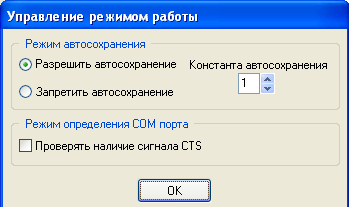 Управление режимом работы
Режим автосохранения
Разрешить автосохранение
Константа автосохранения
1
Запретить автосохранение
Режим определения COM порта
Проверять наличие сигнала CTS
OK